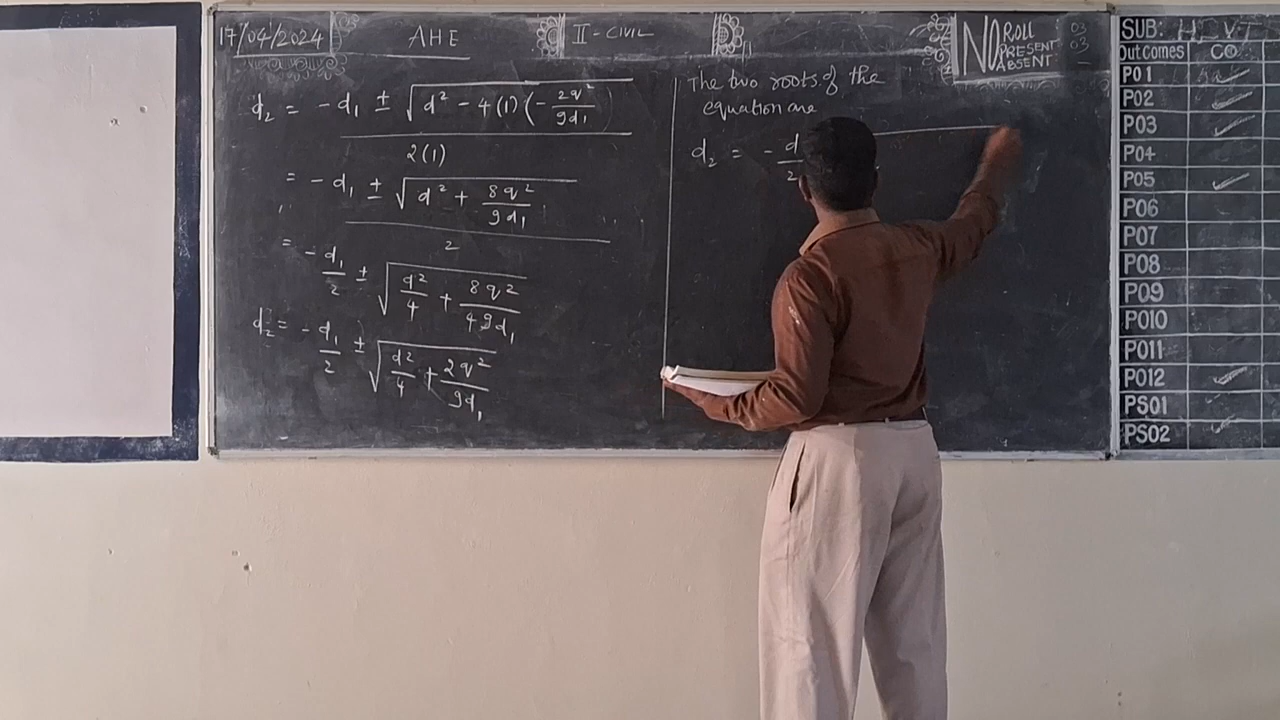 17/04/2024 AHE II - CIVIL
NO ROLL 03
PRESENT 03
ABSENT -
d₂ = -d₁ ± √(d² - 4(1)(-2q²/gd₁))
2(1)
= -d₁ ± √(d² + 8q²/gd₁)
2
= -d₁/2 ± √(d²/4 + 8q²/4gd₁)
d₂ = -d₁/2 ± √(d²/4 + 2q²/gd₁)
The two roots of the
equation are
d₂ = - d/2
SUB:
Outcomes CO
PO1 ✓
PO2 ✓
PO3 ✓
PO4
PO5 ✓
PO6
PO7
PO8
PO9
PO10
PO11
PO12 ✓
PSO1
PSO2 ✓